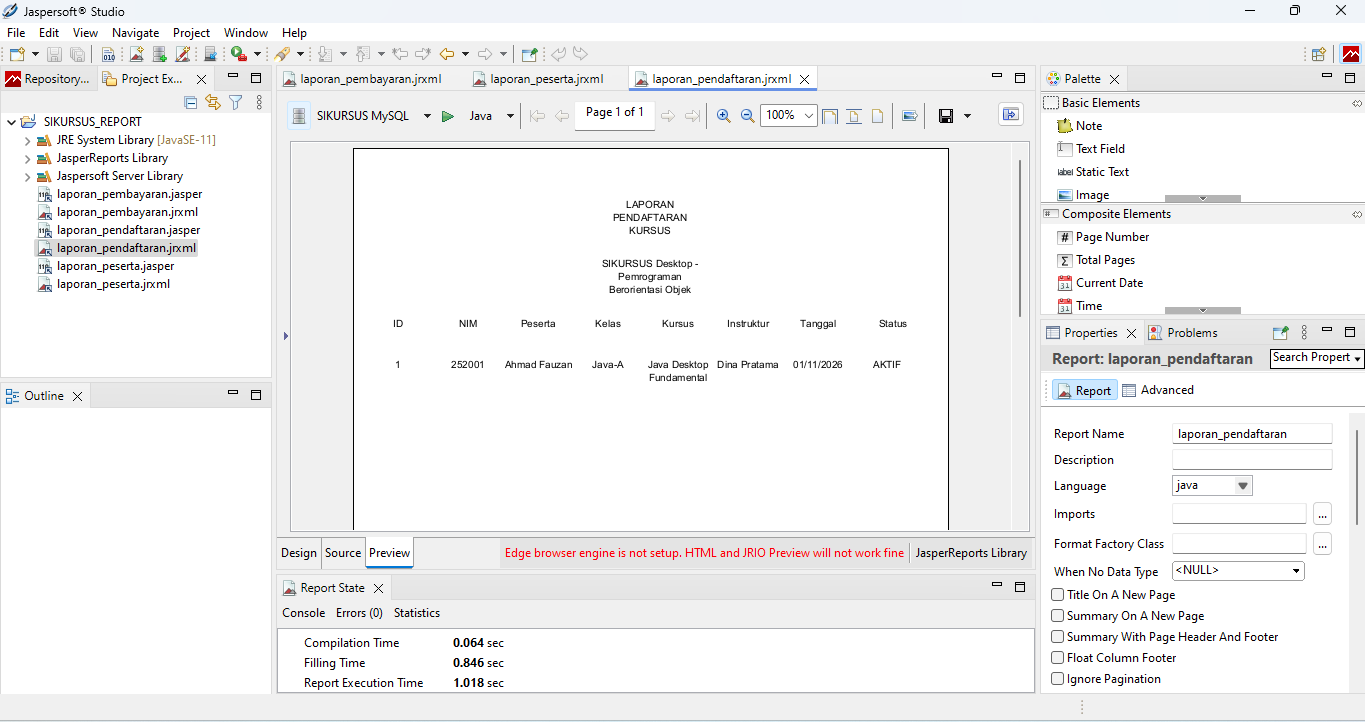 Jaspersoft® Studio
File Edit View Navigate Project Window Help
Repository...
Project Ex...
SIKURSUS_REPORT
JRE System Library [JavaSE-11]
JasperReports Library
Jaspersoft Server Library
laporan_pembayaran.jasper
laporan_pembayaran.jrxml
laporan_pendaftaran.jasper
laporan_pendaftaran.jrxml
laporan_peserta.jasper
laporan_peserta.jrxml
Outline
laporan_pembayaran.jrxml
laporan_peserta.jrxml
laporan_pendaftaran.jrxml
SIKURSUS MySQL
Java
Page 1 of 1
100%
LAPORAN
PENDAFTARAN
KURSUS
SIKURSUS Desktop -
Pemrograman
Berorientasi Objek
ID NIM Peserta Kelas Kursus Instruktur Tanggal Status
1 252001 Ahmad Fauzan Java-A Java Desktop Dina Pratama 01/11/2026 AKTIF
Fundamental
Design Source Preview
Edge browser engine is not setup. HTML and JRIO Preview will not work fine
JasperReports Library
Report State
Console Errors (0) Statistics
Compilation Time 0.064 sec
Filling Time 0.846 sec
Report Execution Time 1.018 sec
Palette
Basic Elements
Note
Text Field
label Static Text
Image
Composite Elements
# Page Number
Σ Total Pages
Current Date
Time
Properties
Problems
Report: laporan_pendaftaran
Search Propert
Report
Advanced
Report Name laporan_pendaftaran
Description
Language java
Imports ...
Format Factory Class ...
When No Data Type <NULL>
Title On A New Page
Summary On A New Page
Summary With Page Header And Footer
Float Column Footer
Ignore Pagination